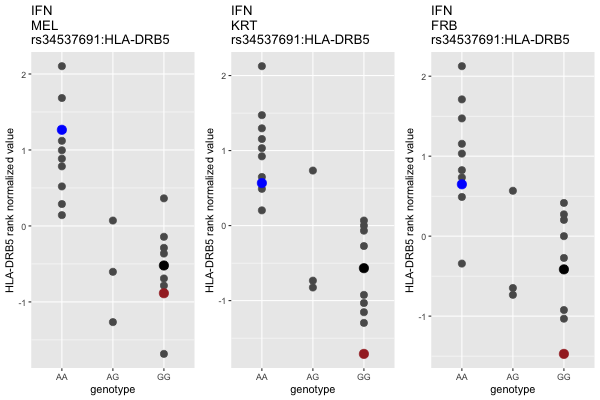 IFN
MEL
rs34537691:HLA-DRB5
HLA-DRB5 rank normalized value
2
1
0
-1
AA AG GG
genotype
IFN
KRT
rs34537691:HLA-DRB5
HLA-DRB5 rank normalized value
2
1
0
-1
AA AG GG
genotype
IFN
FRB
rs34537691:HLA-DRB5
HLA-DRB5 rank normalized value
2
1
0
-1
AA AG GG
genotype